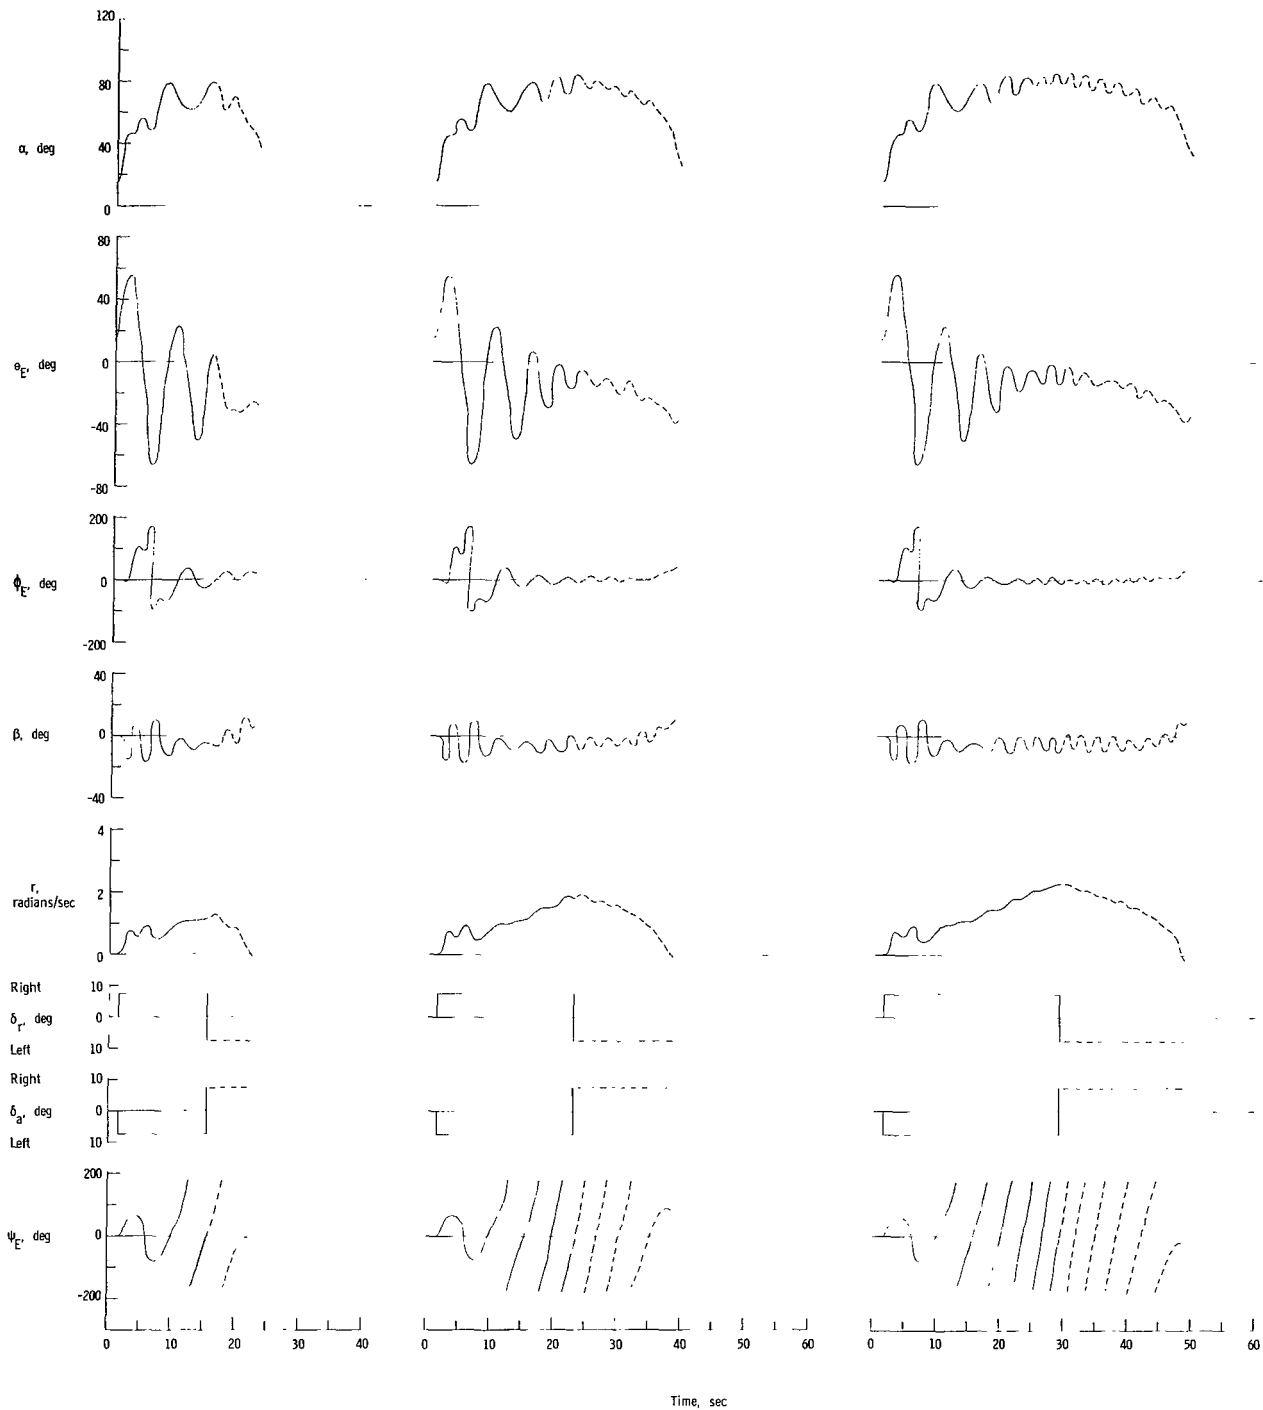 120
80
40
0
α, deg
80
40
0
-40
-80
θE, deg
200
0
-200
ϕE, deg
40
0
-40
β, deg
4
2
0
r,
radians/sec
Right 10
δr, deg 0
Left 10
Right 10
δa, deg 0
Left 10
200
0
-200
ψE, deg
0 10 20 30 40
0 10 20 30 40 50 60
0 10 20 30 40 50 60
Time, sec